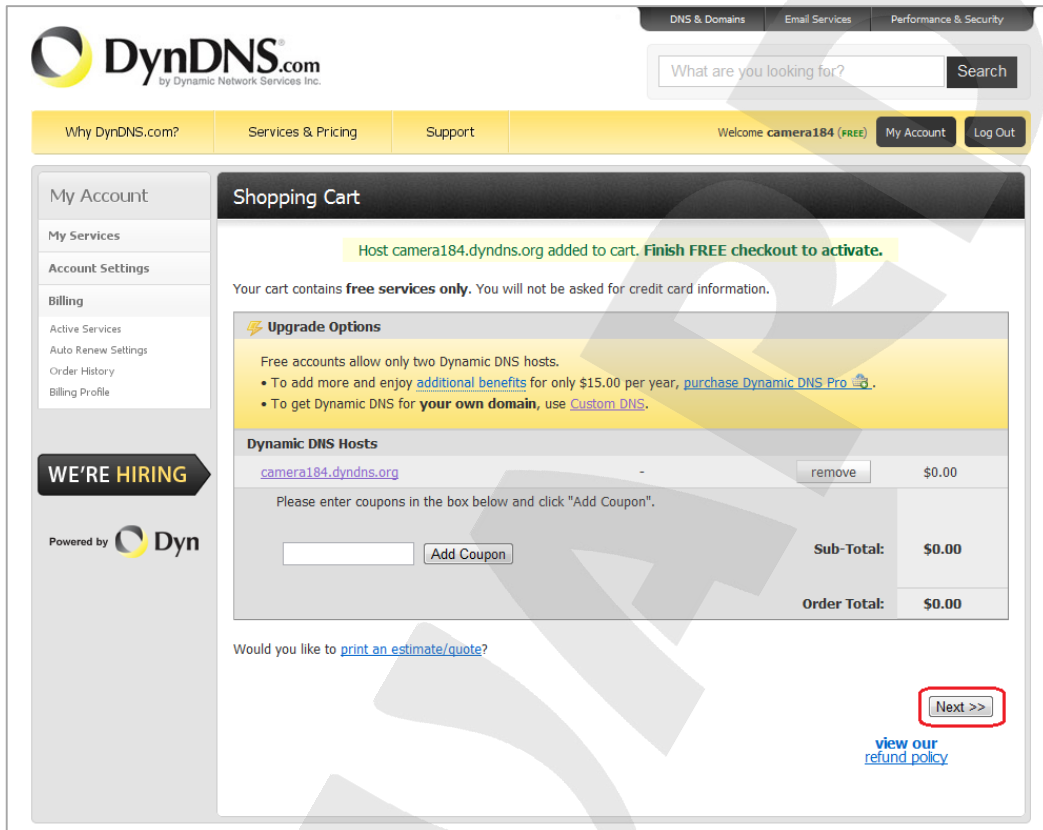 DNS & Domains Email Services Performance & Security
DynDNS.com
by Dynamic Network Services Inc.
What are you looking for? Search
Why DynDNS.com? Services & Pricing Support Welcome camera184 (FREE) My Account Log Out
My Account
My Services
Account Settings
Billing
Active Services
Auto Renew Settings
Order History
Billing Profile
WE'RE HIRING
Powered by Dyn
Shopping Cart
Host camera184.dyndns.org added to cart. Finish FREE checkout to activate.
Your cart contains free services only. You will not be asked for credit card information.
Upgrade Options
Free accounts allow only two Dynamic DNS hosts.
• To add more and enjoy additional benefits for only $15.00 per year, purchase Dynamic DNS Pro .
• To get Dynamic DNS for your own domain, use Custom DNS.
Dynamic DNS Hosts
camera184.dyndns.org - remove $0.00
Please enter coupons in the box below and click "Add Coupon".
Add Coupon Sub-Total: $0.00
Order Total: $0.00
Would you like to print an estimate/quote?
Next >>
view our
refund policy